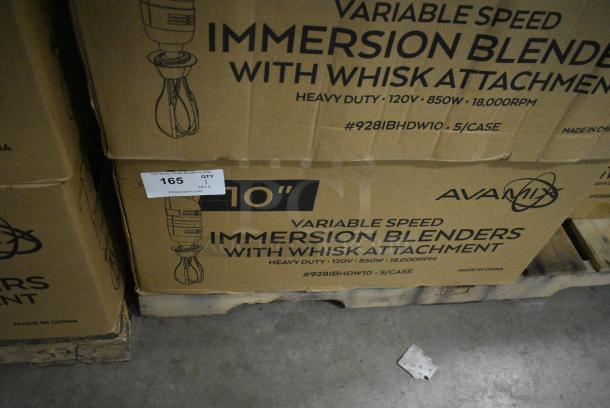 VARIABLE SPEED
IMMERSION BLENDE
WITH WHISK ATTACHMEN
HEAVY DUTY • 120V • 850W • 18,000RPM
#928IBHDW10 • 5/CASE
MADE IN CH
165
QTY
1
10"
AVAMIX
VARIABLE SPEED
IMMERSION BLENDERS
WITH WHISK ATTACHMENT
HEAVY DUTY • 120V • 850W • 18,000RPM
#928IBHDW10 • 5/CASE
MADE IN CHINA
ERS
NT
MADE IN CHINA